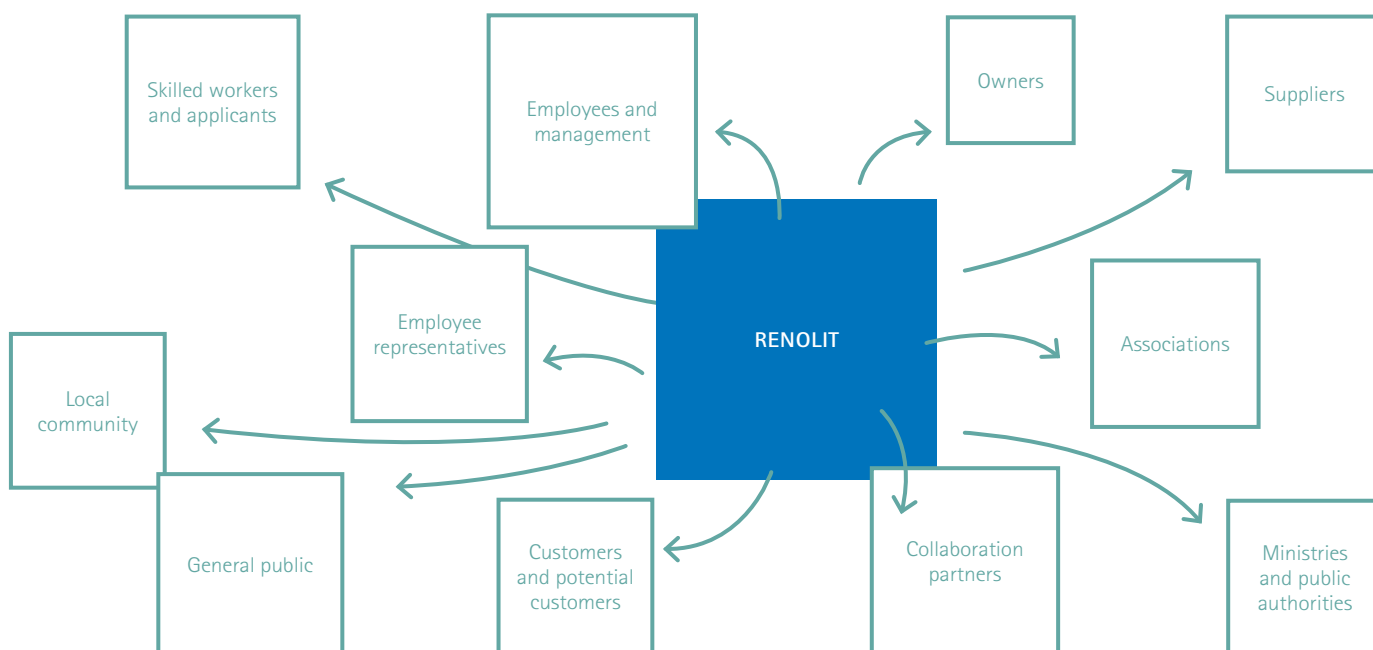 Skilled workers
and applicants
Employees and
management
Owners
Suppliers
Employee
representatives
RENOLIT
Associations
Local
community
General public
Customers
and potential
customers
Collaboration
partners
Ministries
and public
authorities